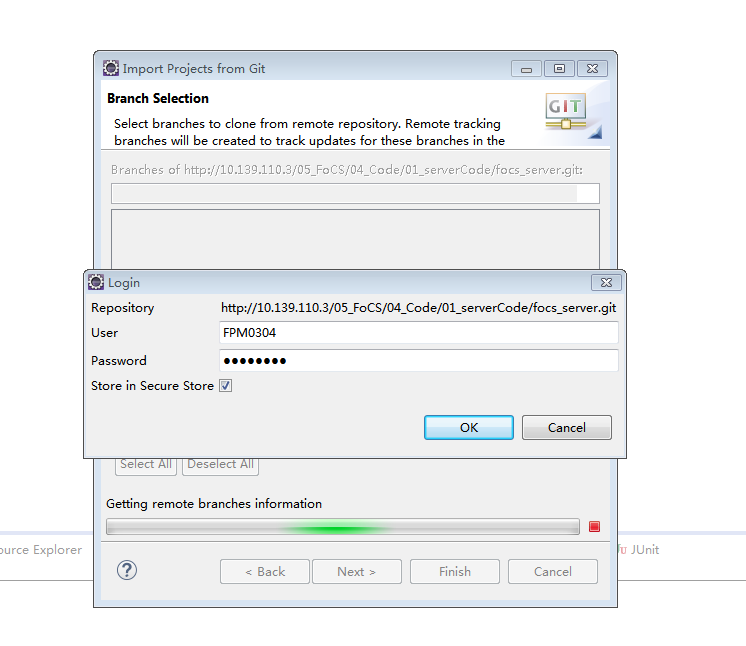 Import Projects from Git
Branch Selection
GIT
Select branches to clone from remote repository. Remote tracking
branches will be created to track updates for these branches in the
Branches of http://10.139.110.3/05_FoCS/04_Code/01_serverCode/focs_server.git:
Login
Repository http://10.139.110.3/05_FoCS/04_Code/01_serverCode/focs_server.git
User FPM0304
Password ●●●●●●●●
Store in Secure Store
OK Cancel
Select All Deselect All
Getting remote branches information
ource Explorer JUnit
? < Back Next > Finish Cancel